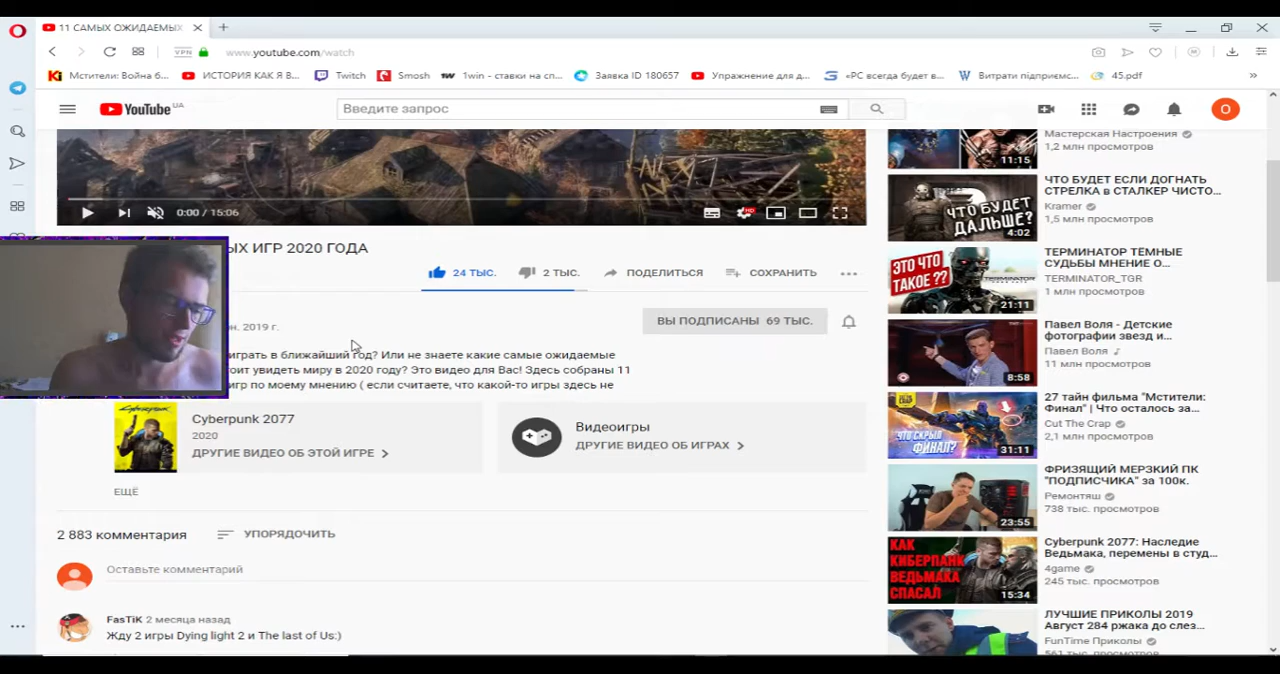 11 САМЫХ ОЖИДАЕМЫХ
VPN
www.youtube.com/watch
Мстители: Война б...
ИСТОРИЯ КАК Я В...
Twitch
Smosh
1win - ставки на сп...
Заявка ID 180657
Упражнение для д...
«PC всегда будет в...
Витрати підприємс...
45.pdf
YouTube UA
Введите запрос
О
0:00 / 15:06
HD
ЫХ ИГР 2020 ГОДА
24 ТЫС.
2 ТЫС.
ПОДЕЛИТЬСЯ
СОХРАНИТЬ
н. 2019 г.
ВЫ ПОДПИСАНЫ 69 ТЫС.
играть в ближайший год? Или не знаете какие самые ожидаемые
тоит увидеть миру в 2020 году? Это видео для Вас! Здесь собраны 11
игр по моему мнению ( если считаете, что какой-то игры здесь не
Cyberpunk 2077
2020
ДРУГИЕ ВИДЕО ОБ ЭТОЙ ИГРЕ
Видеоигры
ДРУГИЕ ВИДЕО ОБ ИГРАХ
ЕЩЁ
2 883 комментария
УПОРЯДОЧИТЬ
Оставьте комментарий
FasTiK 2 месяца назад
Жду 2 игры Dying light 2 и The last of Us:)
Мастерская Настроения
1,2 млн просмотров
11:15
ЧТО БУДЕТ ЕСЛИ ДОГНАТЬ
СТРЕЛКА в СТАЛКЕР ЧИСТО...
Kramer
1,5 млн просмотров
ЧТО БУДЕТ
ДАЛЬШЕ?
4:02
ТЕРМИНАТОР ТЁМНЫЕ
СУДЬБЫ МНЕНИЕ О...
TERMINATOR_TGR
1 млн просмотров
ЭТО ЧТО
ТАКОЕ ??
21:11
Павел Воля - Детские
фотографии звезд и...
Павел Воля
11 млн просмотров
8:58
27 тайн фильма "Мстители:
Финал" | Что осталось за...
Cut The Crap
2,1 млн просмотров
ЧТО СКРЫЛ
ФИНАЛ?
31:11
ФРИЗЯЩИЙ МЕРЗКИЙ ПК
"ПОДПИСЧИКА" за 100к.
Ремонтяш
738 тыс. просмотров
23:55
Cyberpunk 2077: Наследие
Ведьмака, перемены в студ...
4game
245 тыс. просмотров
КАК
КИБЕРПАНК
ВЕДЬМАКА
СПАСАЛ
15:34
ЛУЧШИЕ ПРИКОЛЫ 2019
Август 284 ржака до слез...
FunTime Приколы
561 тыс. просмотров